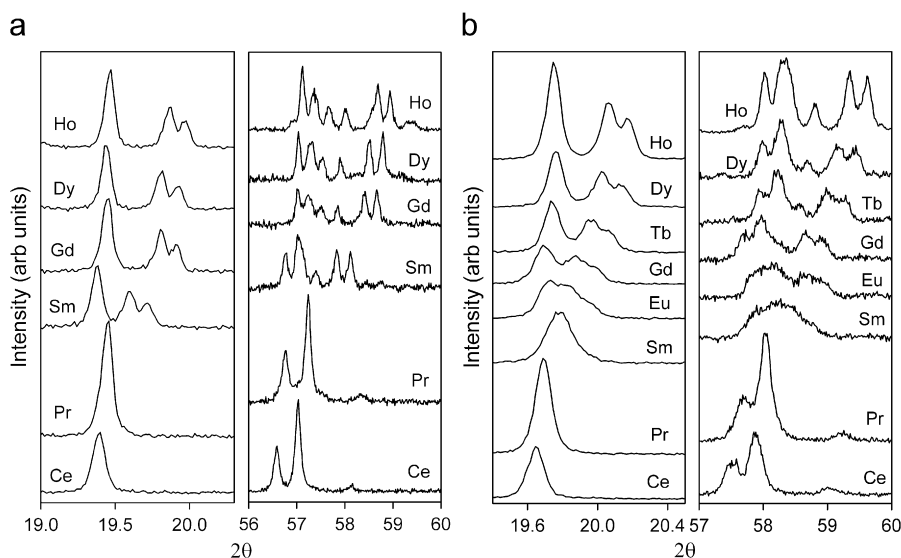 a
Intensity (arb units)
Ho
Dy
Gd
Sm
Pr
Ce
19.0 19.5 20.0
Ho
Dy
Gd
Sm
Pr
Ce
56 57 58 59 60
2θ
b
Intensity (arb units)
Ho
Dy
Tb
Gd
Eu
Sm
Pr
Ce
19.6 20.0 20.4
Ho
Dy
Tb
Gd
Eu
Sm
Pr
Ce
57 58 59 60
2θ